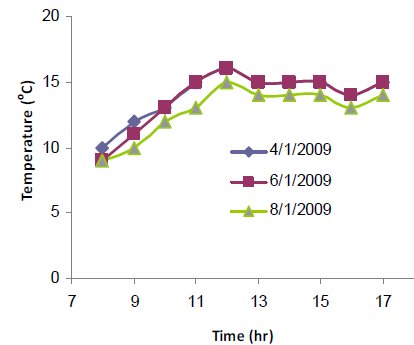 20
15
10
5
0
Temperature (°C)
4/1/2009
6/1/2009
8/1/2009
7 9 11 13 15 17
Time (hr)